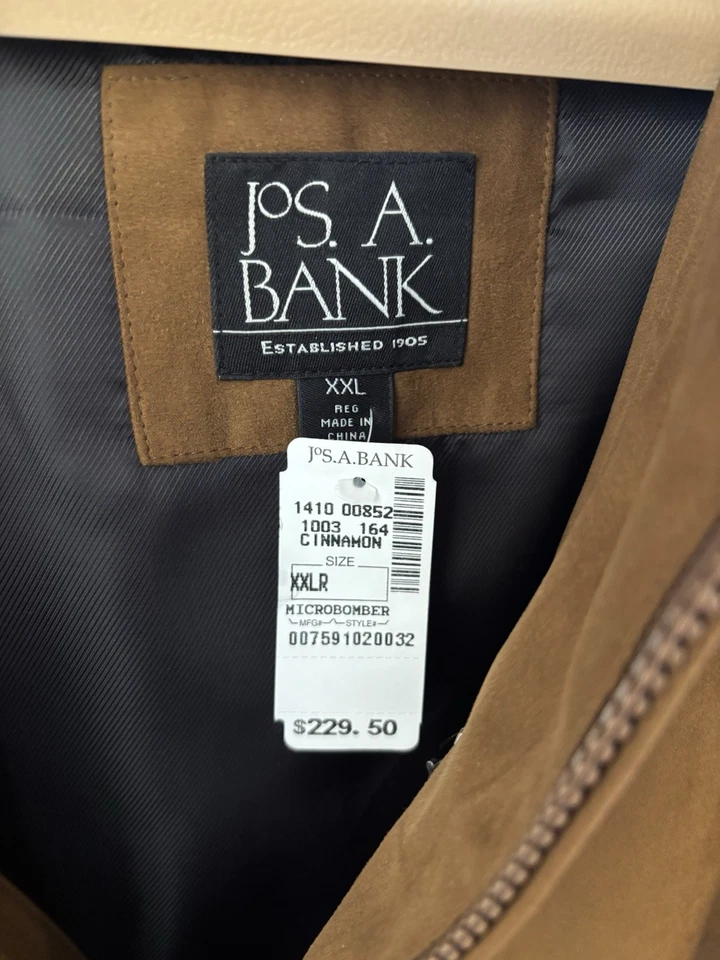 JoS. A.
BANK
ESTABLISHED 1905
XXL
REG
MADE IN
CHINA
JoS.A.BANK
1410 00852
1003 164
CINNAMON
SIZE
XXLR
MICROBOMBER
MFG# STYLE#
007591020032
$229.50